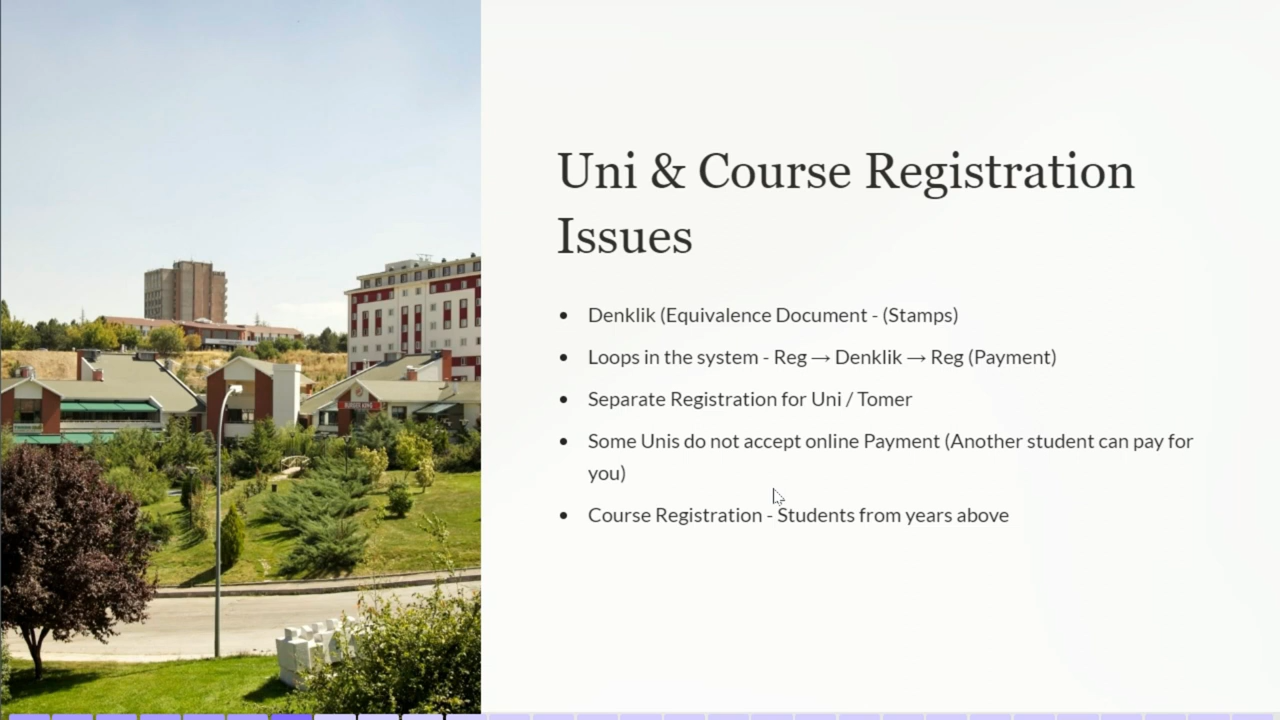 Uni & Course Registration
Issues
• Denklik (Equivalence Document - (Stamps)
• Loops in the system - Reg → Denklik → Reg (Payment)
• Separate Registration for Uni / Tomer
• Some Unis do not accept online Payment (Another student can pay for
you)
• Course Registration - Students from years above